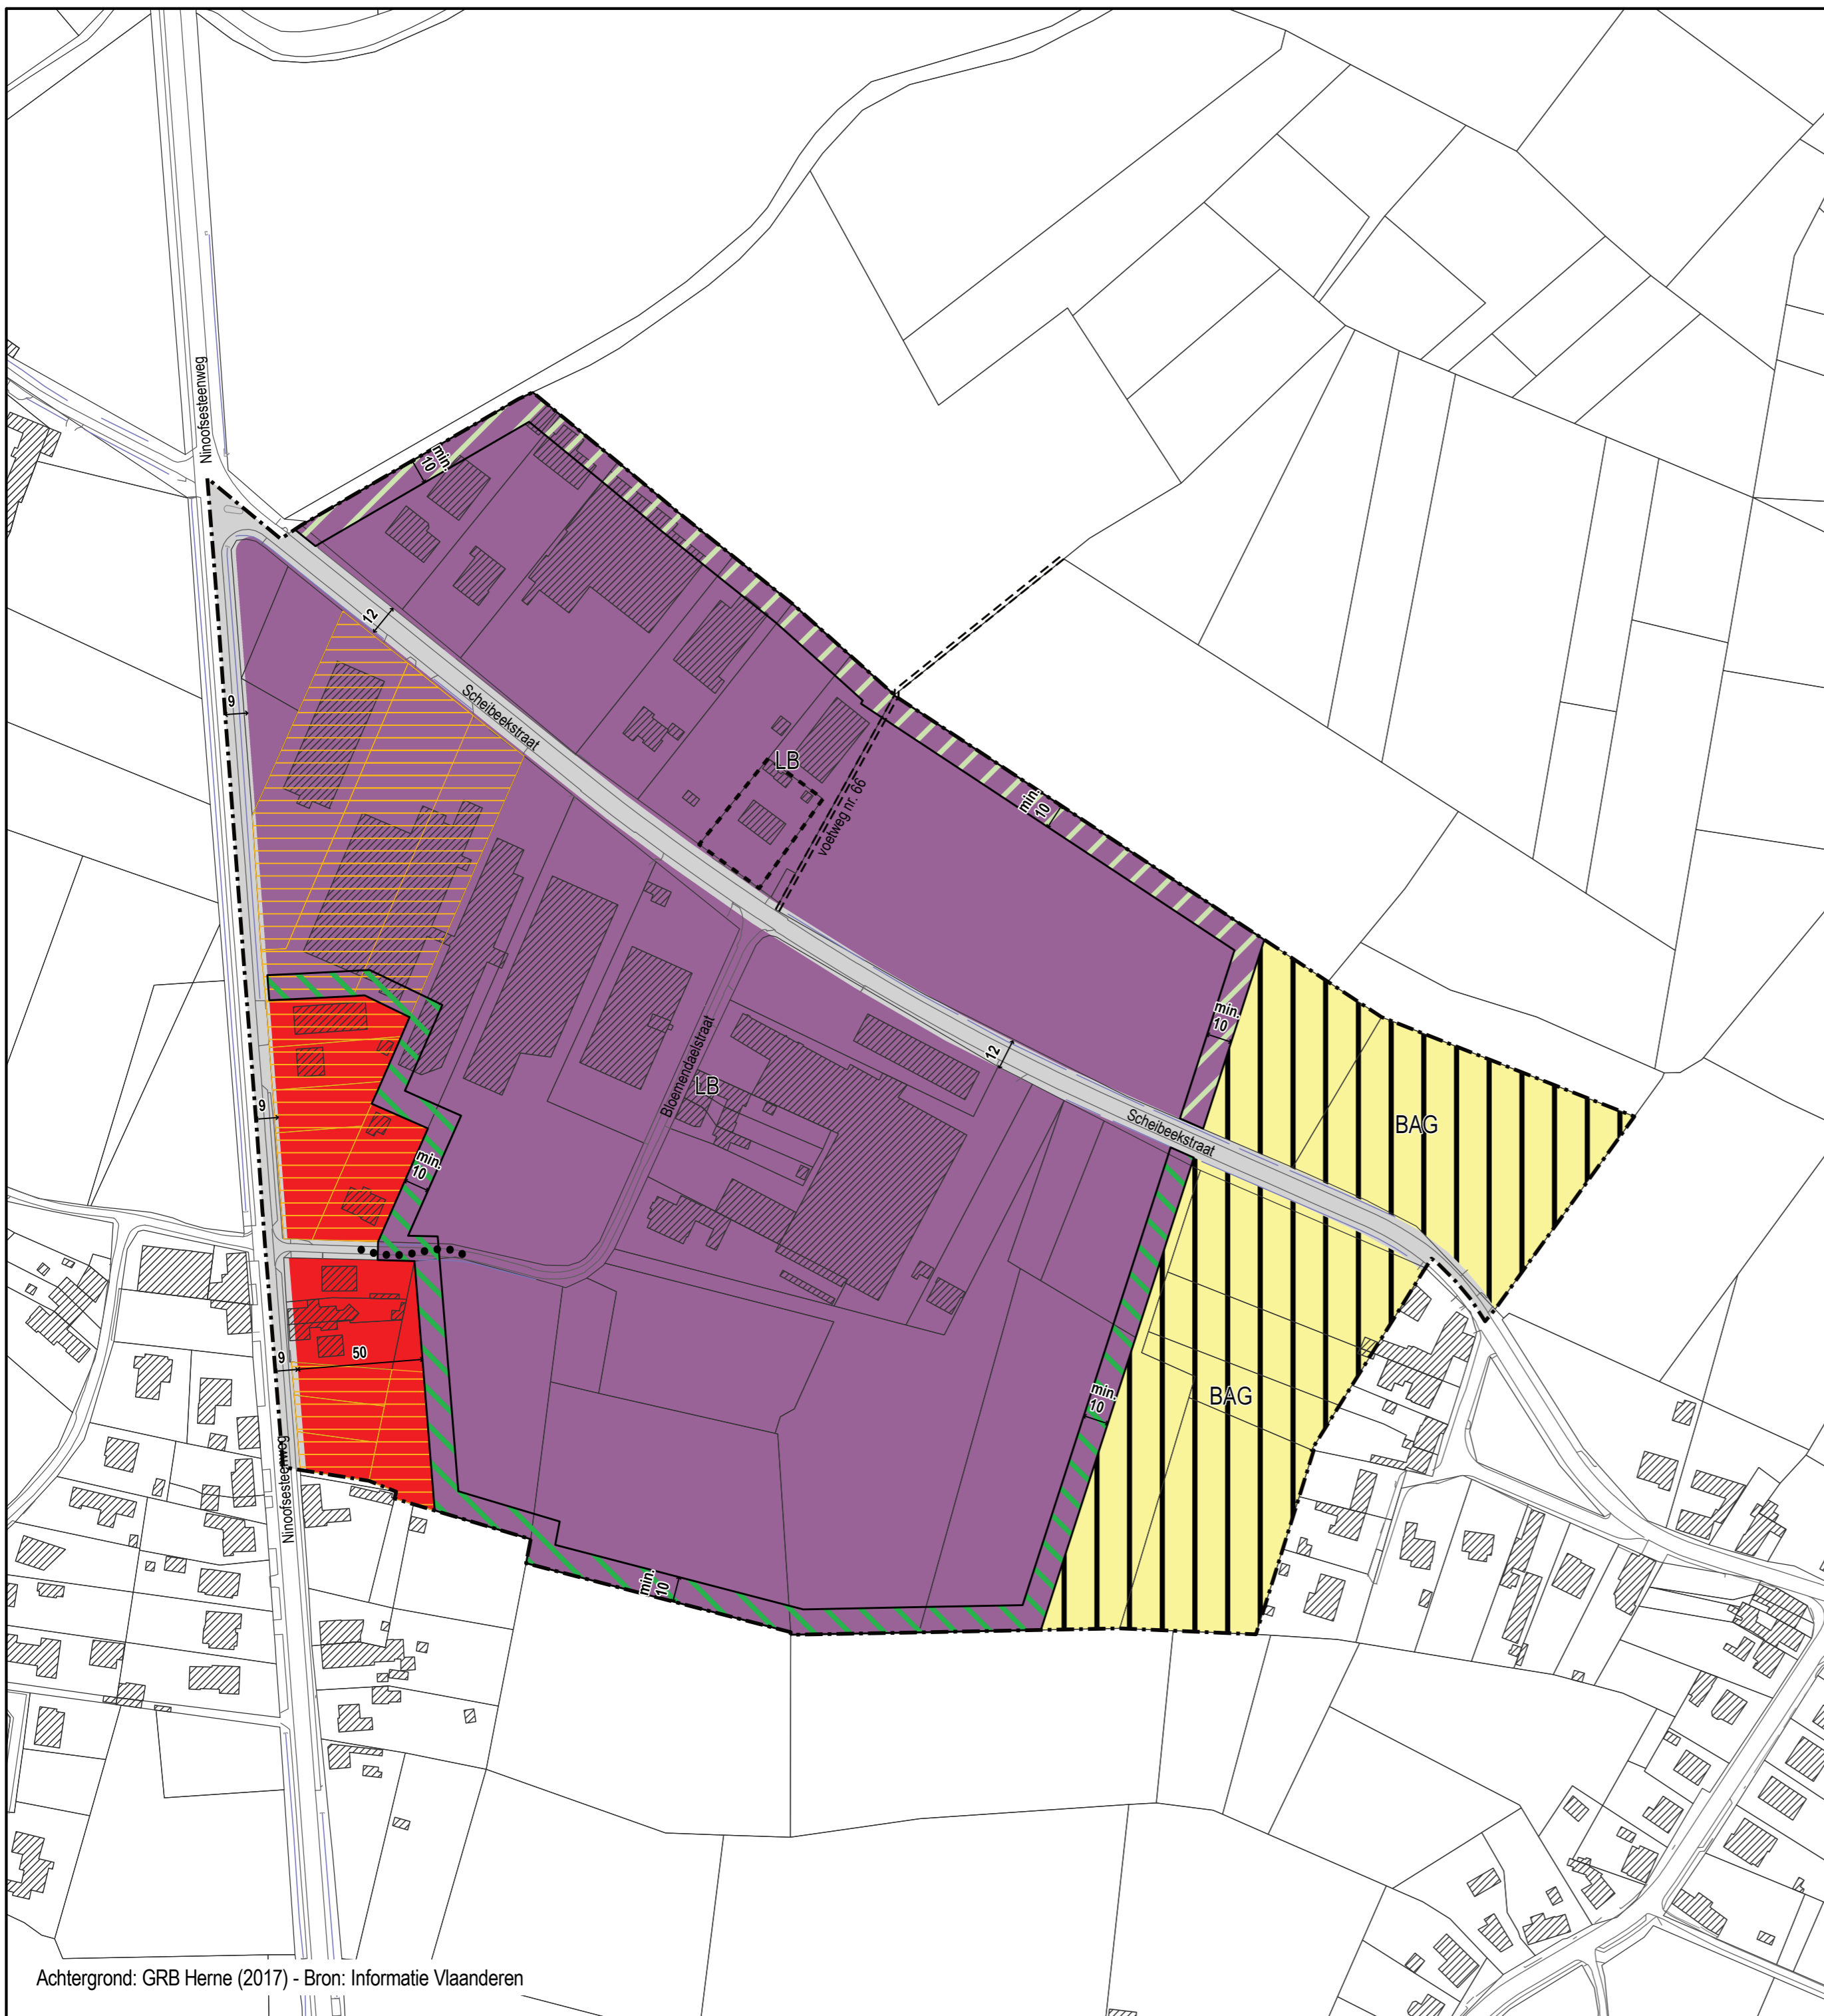 Ninoofsesteenweg
min.
10
12
9
Scheibeekstraat
LB
voetweg nr. 66
min.
10
min.
10
12
Bloemendaelstraat
LB
9
Scheibeekstraat
BAG
min.
10
50
9
min.
10
BAG
Ninoofsesteenweg
min.
10
Achtergrond: GRB Herne (2017) - Bron: Informatie Vlaanderen